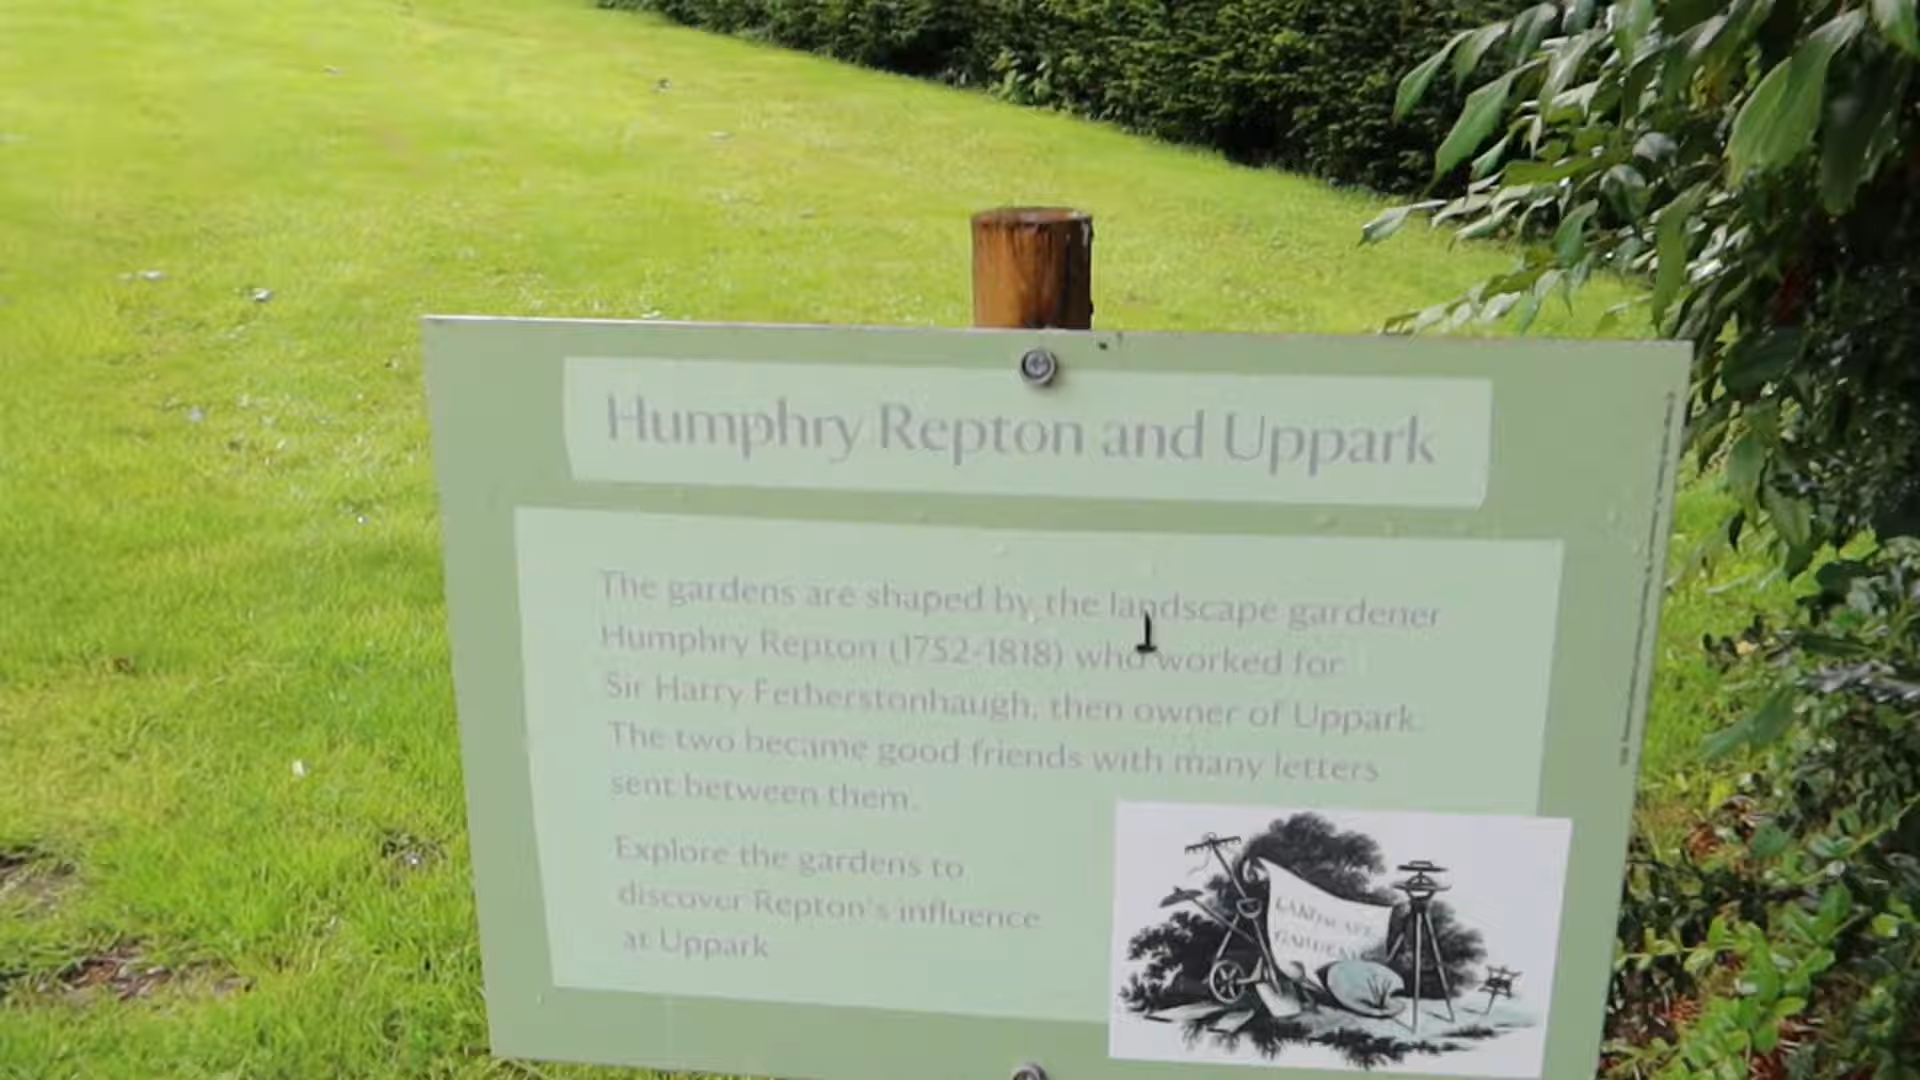 Humphry Repton and Uppark
The gardens are shaped by the landscape gardener
Humphry Repton (1752-1818) who worked for
Sir Harry Fetherstonhaugh, then owner of Uppark.
The two became good friends with many letters
sent between them.
Explore the gardens to
discover Repton's influence
at Uppark
LANDSCAPE
GARDENING